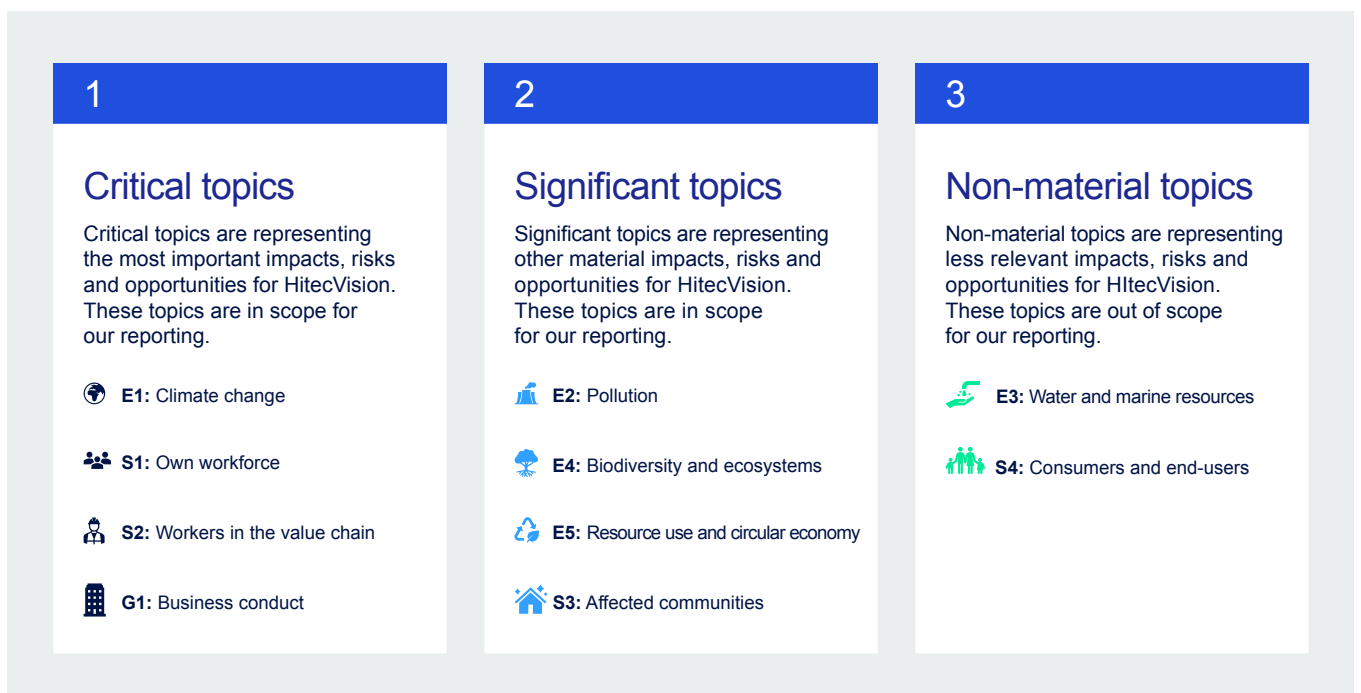 1
Critical topics
Critical topics are representing
the most important impacts, risks
and opportunities for HitecVision.
These topics are in scope for
our reporting.
E1: Climate change
S1: Own workforce
S2: Workers in the value chain
G1: Business conduct
2
Significant topics
Significant topics are representing
other material impacts, risks and
opportunities for HitecVision.
These topics are in scope
for our reporting.
E2: Pollution
E4: Biodiversity and ecosystems
E5: Resource use and circular economy
S3: Affected communities
3
Non-material topics
Non-material topics are representing
less relevant impacts, risks and
opportunities for HItecVision.
These topics are out of scope
for our reporting.
E3: Water and marine resources
S4: Consumers and end-users